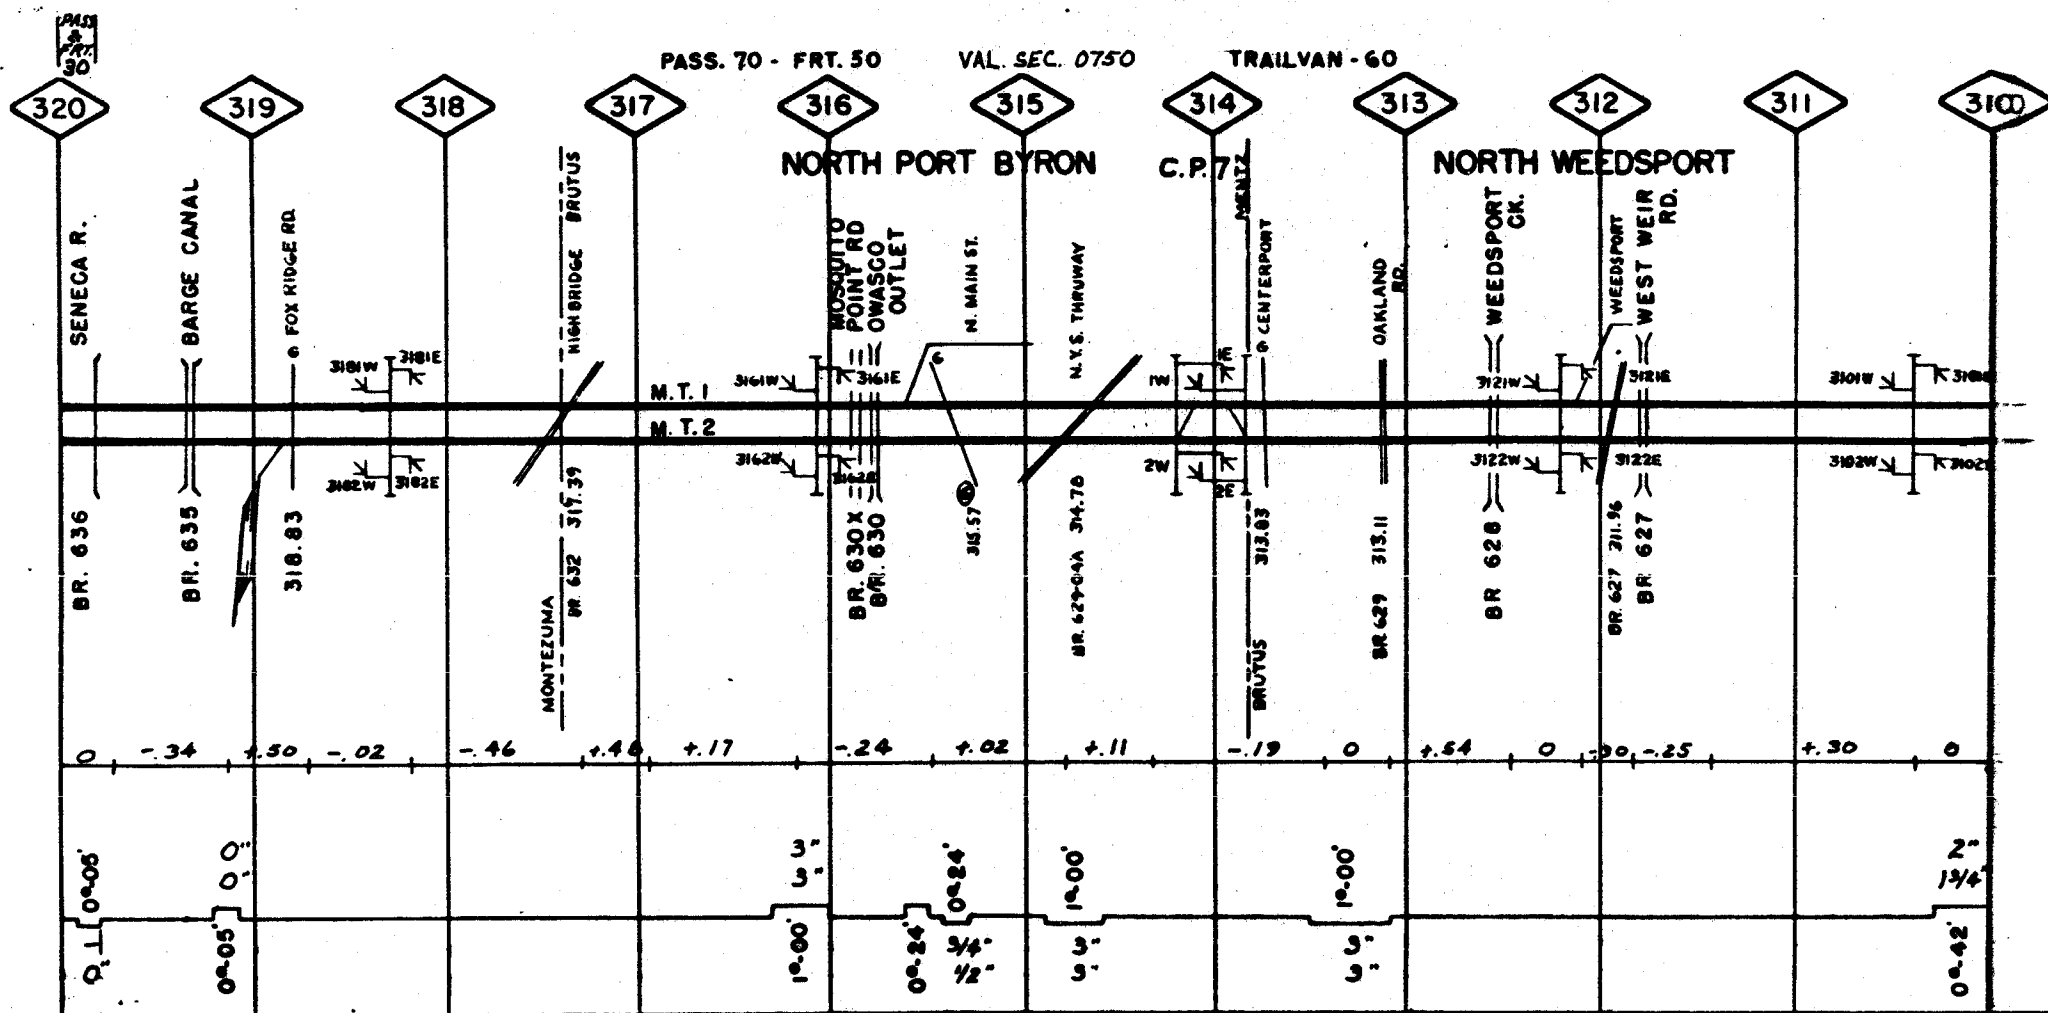 PASS
&
FRT.
30
PASS. 70 - FRT. 50 VAL. SEC. 0750 TRAILVAN - 60
320 319 318 317 316 315 314 313 312 311 310
NORTH PORT BYRON C.P. 7 NORTH WEEDSPORT
SENECA R.
BARGE CANAL
FOX RIDGE RD.
HIGHBRIDGE BRUTUS
MOSQUITO
POINT RD
OWASCO
OUTLET
N. MAIN ST.
N.Y.S. THRUWAY
MENTZ
CENTERPORT
OAKLAND
RD.
WEEDSPORT
CK.
WEEDSPORT
WEST WEIR
RD.
3181W 3181E
3161W 3161E
G
1W 1E
3121W 3121E
3101W 3101E
M.T. 1
M.T. 2
3182W 3182E
3162W 3162E
2W 2E
3122W 3122E
3102W 3102E
BR. 636
BR. 635
318.83
MONTEZUMA
BR. 632 317.39
BR. 630X
BR. 630
315.57
BR. 629-04A 314.78
BRUTUS
313.83
BR 629 313.11
BR 628
BR. 627 311.96
BR 627
0 -.34 +.50 -.02 -.46 +.48 +.17 -.24 +.02 +.11 -.19 0 +.54 0 -.30 -.25 +.30 0
0°-05'
0"
0"
0°-05'
3"
3"
1°-00'
0°-24'
0°-24'
3/4"
1/2"
1°-00'
3"
3"
1°-00'
3"
3"
2"
1 3/4"
0°-42'